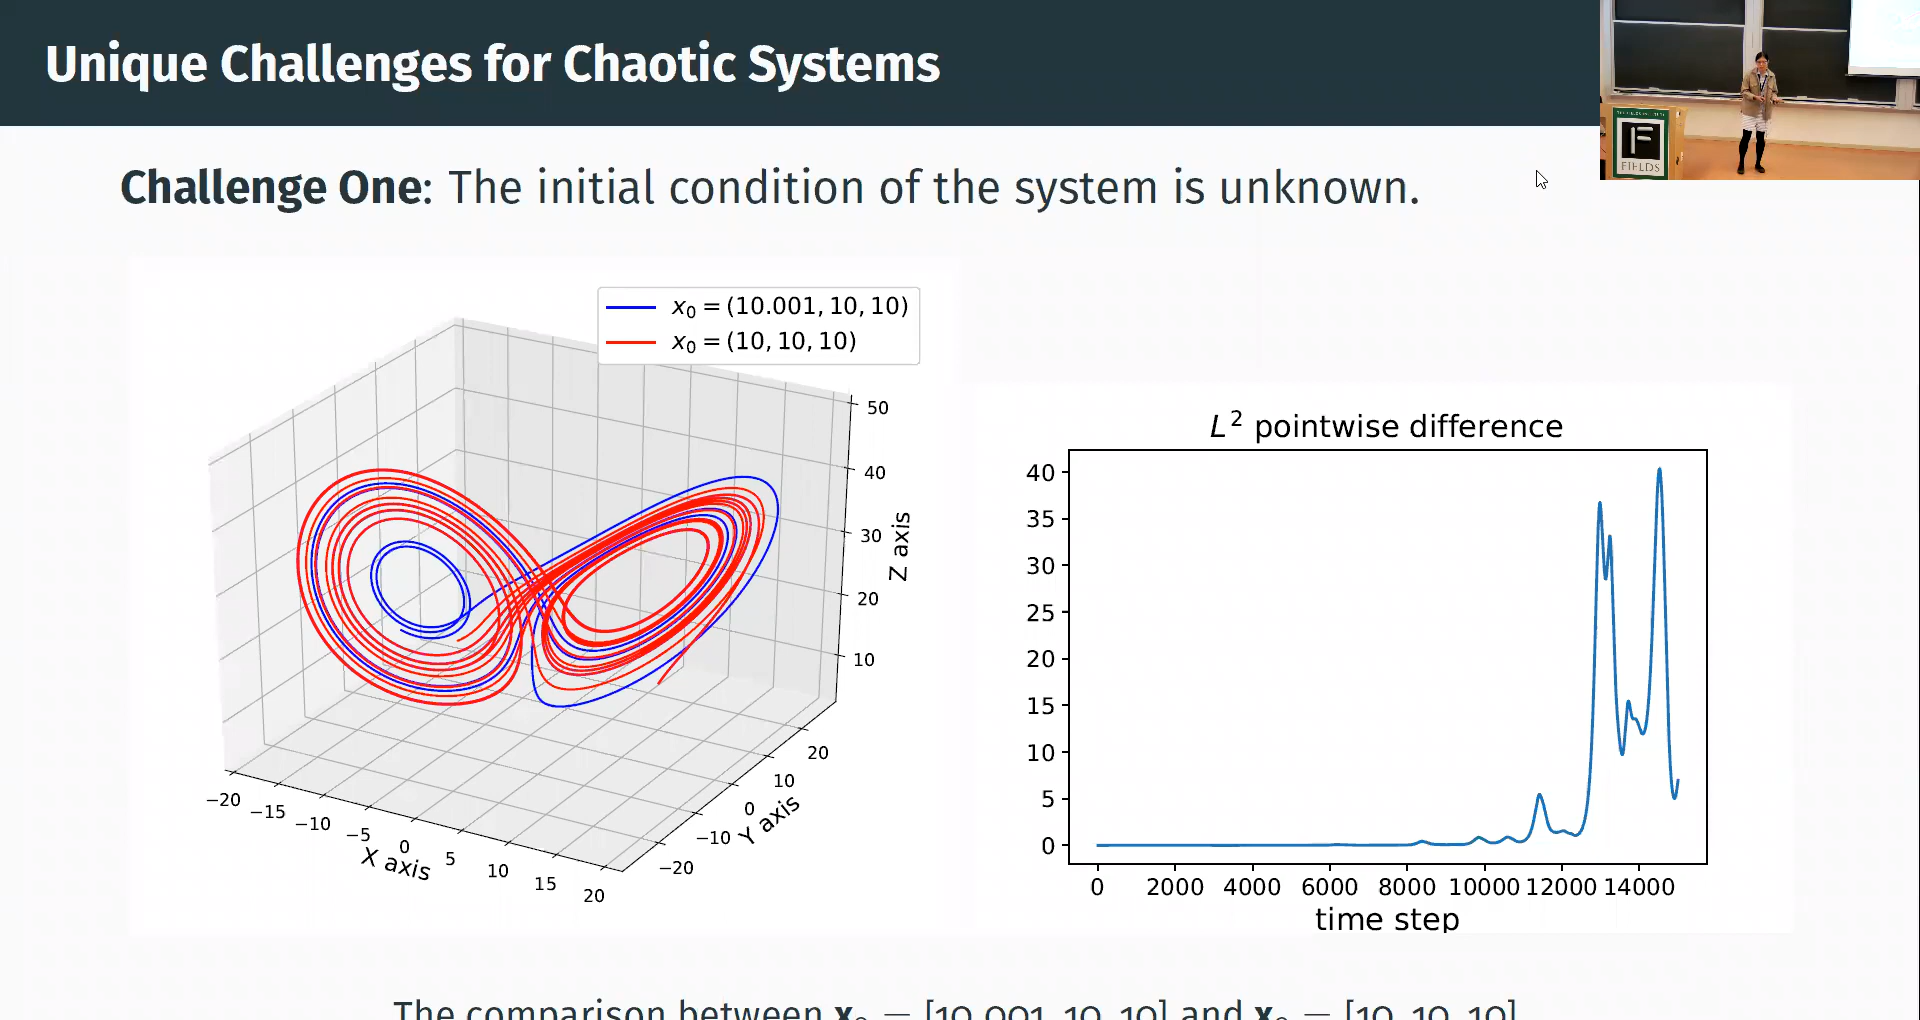 Unique Challenges for Chaotic Systems
Challenge One: The initial condition of the system is unknown.
x₀ = (10.001, 10, 10)
x₀ = (10, 10, 10)
50
40
30
20
10
Z axis
20
10
0
−10
−20
Y axis
−20
−15
−10
−5
0
5
10
15
20
X axis
L² pointwise difference
40
35
30
25
20
15
10
5
0
0 2000 4000 6000 8000 10000 12000 14000
time step
The comparison between x₀ = [10.001, 10, 10] and x₀ = [10, 10, 10]
F
FIELDS